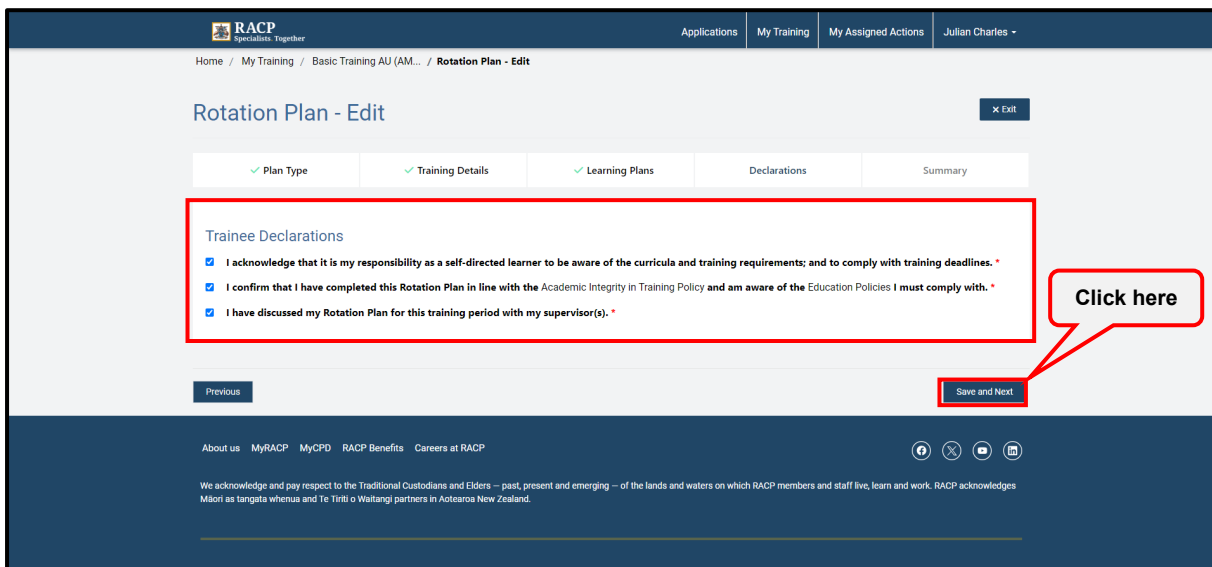 RACP
Specialists. Together
Applications
My Training
My Assigned Actions
Julian Charles
Home / My Training / Basic Training AU (AM... / Rotation Plan - Edit
Rotation Plan - Edit
× Exit
Plan Type
Training Details
Learning Plans
Declarations
Summary
Trainee Declarations
I acknowledge that it is my responsibility as a self-directed learner to be aware of the curricula and training requirements; and to comply with training deadlines. *
I confirm that I have completed this Rotation Plan in line with the Academic Integrity in Training Policy and am aware of the Education Policies I must comply with. *
I have discussed my Rotation Plan for this training period with my supervisor(s). *
Click here
Previous
Save and Next
About us MyRACP MyCPD RACP Benefits Careers at RACP
We acknowledge and pay respect to the Traditional Custodians and Elders – past, present and emerging – of the lands and waters on which RACP members and staff live, learn and work. RACP acknowledges
Māori as tangata whenua and Te Tiriti o Waitangi partners in Aotearoa New Zealand.